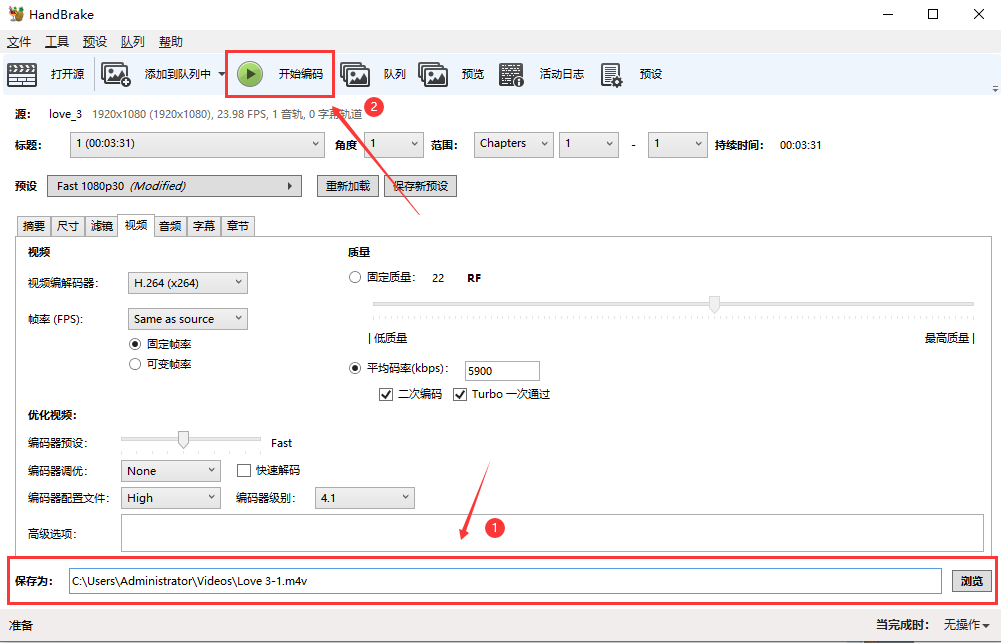 HandBrake
文件 工具 预设 队列 帮助
打开源 添加到队列中 开始编码 队列 预览 活动日志 预设
2
源: love_3 1920x1080 (1920x1080), 23.98 FPS, 1 音轨, 0 字幕轨道
标题: 1 (00:03:31) 角度 1 范围: Chapters 1 - 1 持续时间: 00:03:31
预设 Fast 1080p30 (Modified) 重新加载 保存新预设
摘要 尺寸 滤镜 视频 音频 字幕 章节
视频 质量
视频编解码器: H.264 (x264) 固定质量: 22 RF
帧率 (FPS): Same as source
| 低质量 最高质量 |
固定帧率
可变帧率
平均码率(kbps): 5900
二次编码 Turbo 一次通过
优化视频:
编码器预设: Fast
编码器调优: None 快速解码
编码器配置文件: High 编码器级别: 4.1
高级选项:
1
保存为: C:\Users\Administrator\Videos\Love 3-1.m4v 浏览
准备 当完成时: 无操作